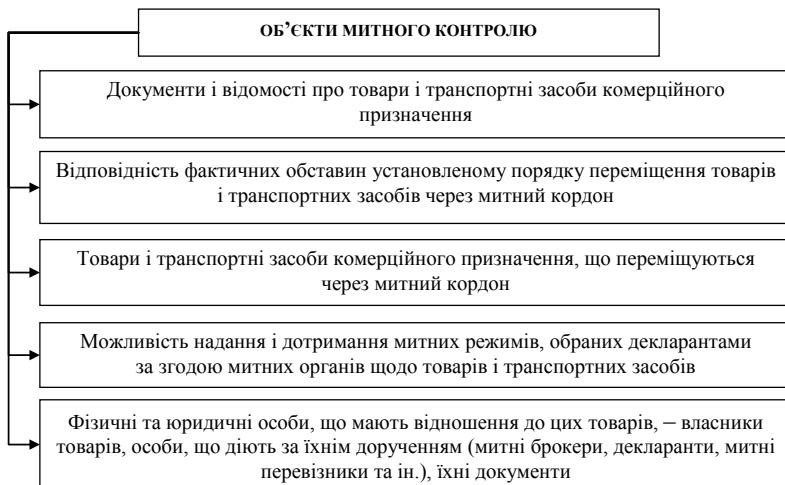 ОБ’ЄКТИ МИТНОГО КОНТРОЛЮ
Документи і відомості про товари і транспортні засоби комерційного
призначення
Відповідність фактичних обставин установленому порядку переміщення товарів
і транспортних засобів через митний кордон
Товари і транспортні засоби комерційного призначення, що переміщуються
через митний кордон
Можливість надання і дотримання митних режимів, обраних декларантами
за згодою митних органів щодо товарів і транспортних засобів
Фізичні та юридичні особи, що мають відношення до цих товарів, – власники
товарів, особи, що діють за їхнім дорученням (митні брокери, декларанти, митні
перевізники та ін.), їхні документи